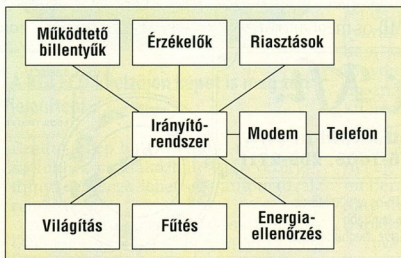 Működtető
billentyűk
Érzékelők
Riasztások
Irányító-
rendszer
Modem
Telefon
Világítás
Fűtés
Energia-
ellenőrzés